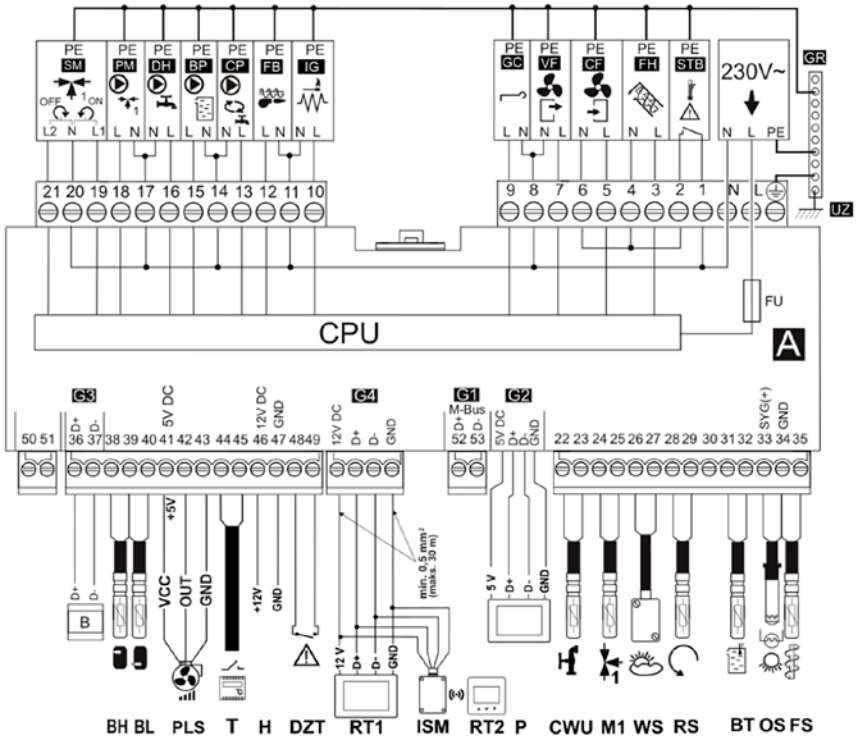 PE PE PE PE PE PE PE PE PE PE PE PE
SM PM DH BP CP FB IG GC VF CF FH STB 230V~ GR
1 1
OFF ON
L2 N L1 L N N L L N N L L N N L L N N L N L N L N L PE
21 20 19 18 17 16 15 14 13 12 11 10 9 8 7 6 5 4 3 2 1 N L
UZ
FU
CPU
A
G3 G4 G1 G2
M-Bus
50 51
D+ D-
36 37 38 39 40
5V DC
41 42 43 44 45
12V DC GND
46 47 48 49
12V DC D+ D- GND
D+ D-
52 53
5V DC D+ D- GND
22 23 24 25 26 27 28 29 30 31 32
SYG(+) GND
33 34 35
+5V
min. 0,5 mm²
(maks. 30 m)
D+ D-
VCC OUT GND
+12V GND
12 V D+ D- GND
5 V D+ D- GND
B
1
BH BL PLS T H DZT RT1 ISM RT2 P CWU M1 WS RS BT OS FS